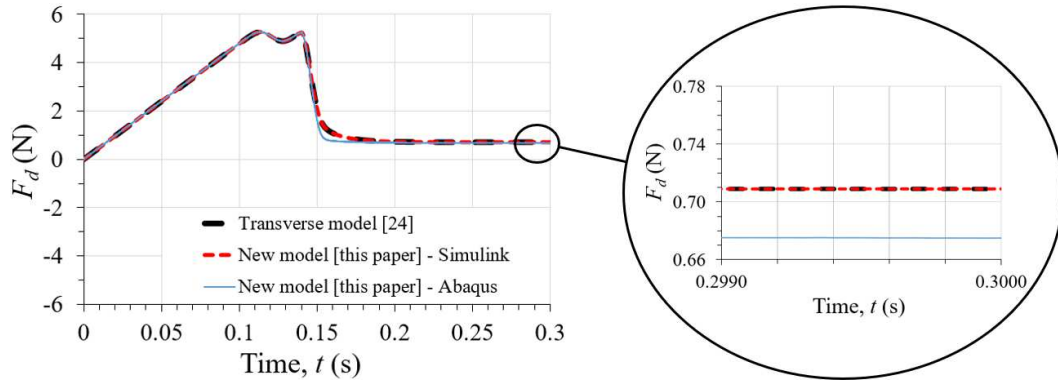 6
4
2
0
-2
-4
-6
F_d (N)
Transverse model [24]
New model [this paper] - Simulink
New model [this paper] - Abaqus
0 0.05 0.1 0.15 0.2 0.25 0.3
Time, t (s)
0.78
0.74
0.70
0.66
F_d (N)
0.2990 0.3000
Time, t (s)